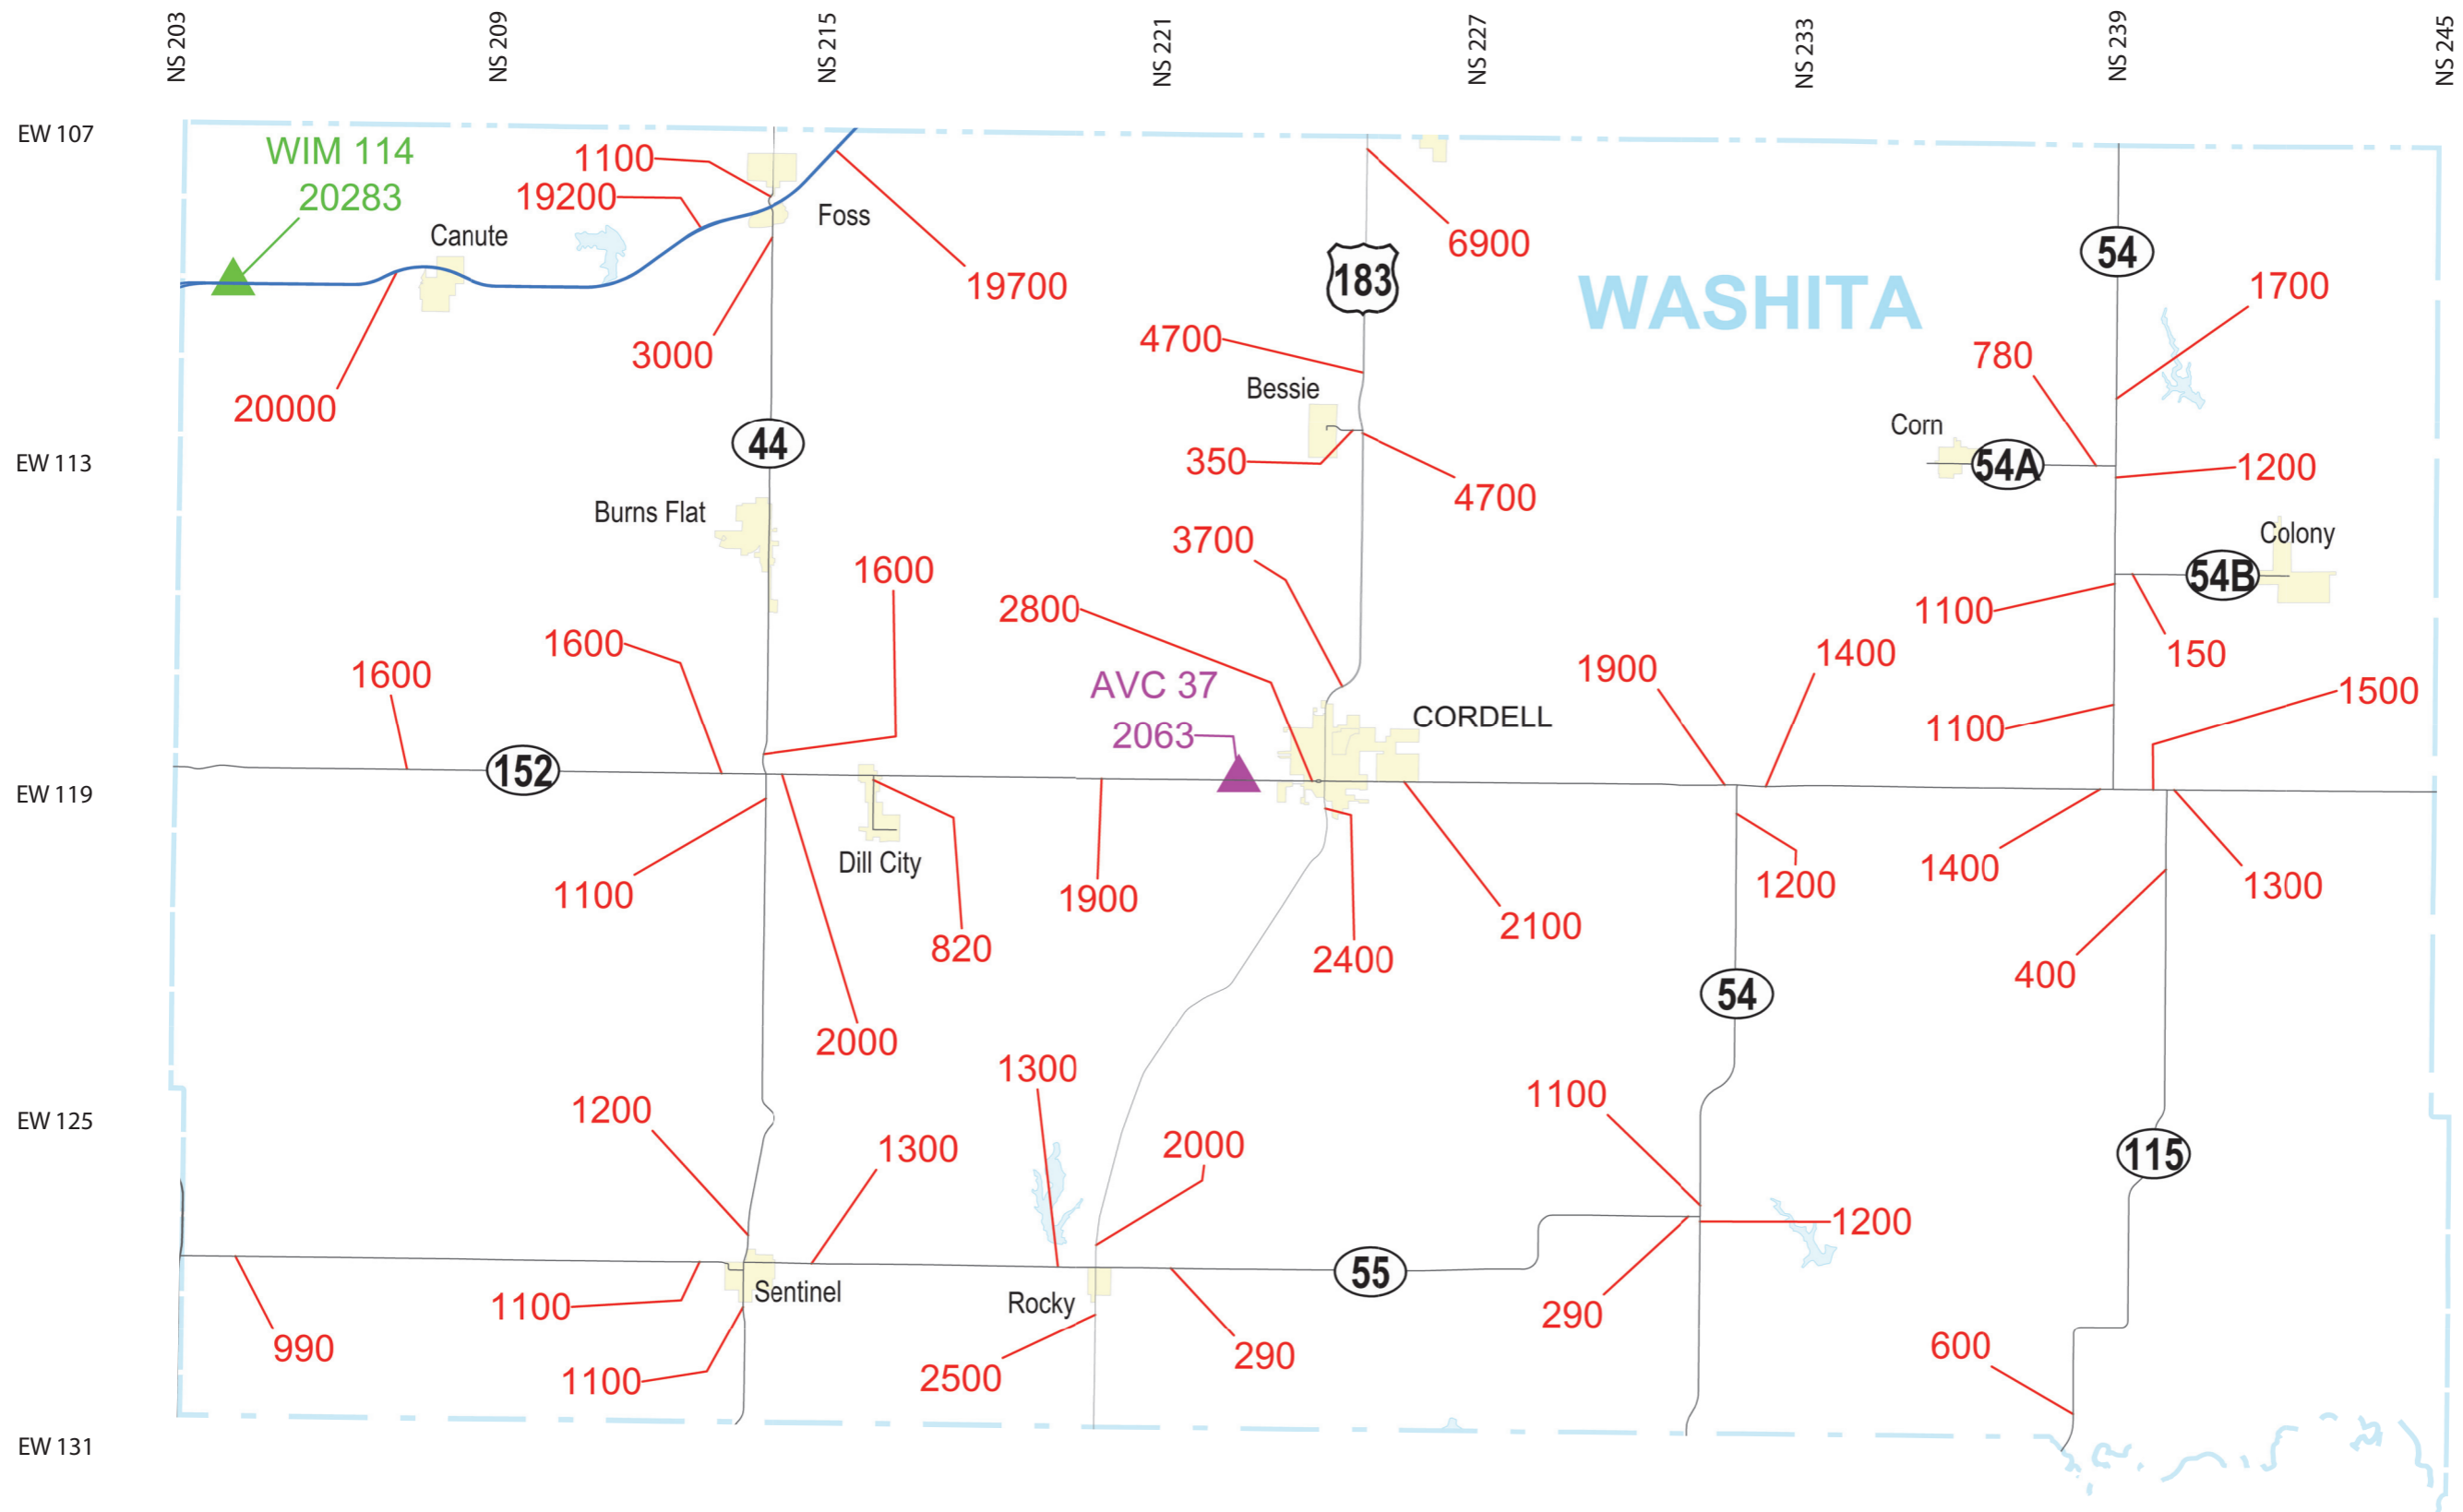 NS 203
NS 209
NS 215
NS 221
NS 227
NS 233
NS 239
NS 245
EW 107
WIM 114
20283
1100
19200
Canute
Foss
19700
6900
183
WASHITA
54
1700
3000
4700
780
20000
Bessie
Corn
44
EW 113
350
4700
54A
1200
Burns Flat
3700
Colony
1600
54B
2800
1100
150
1600
1600
1900
1400
1500
AVC 37
2063
CORDELL
1100
152
EW 119
Dill City
1100
1900
1200
1400
1300
820
2100
2400
400
54
2000
1300
1100
EW 125
1200
1300
2000
115
1200
55
Sentinel
Rocky
1100
290
990
1100
2500
290
600
EW 131